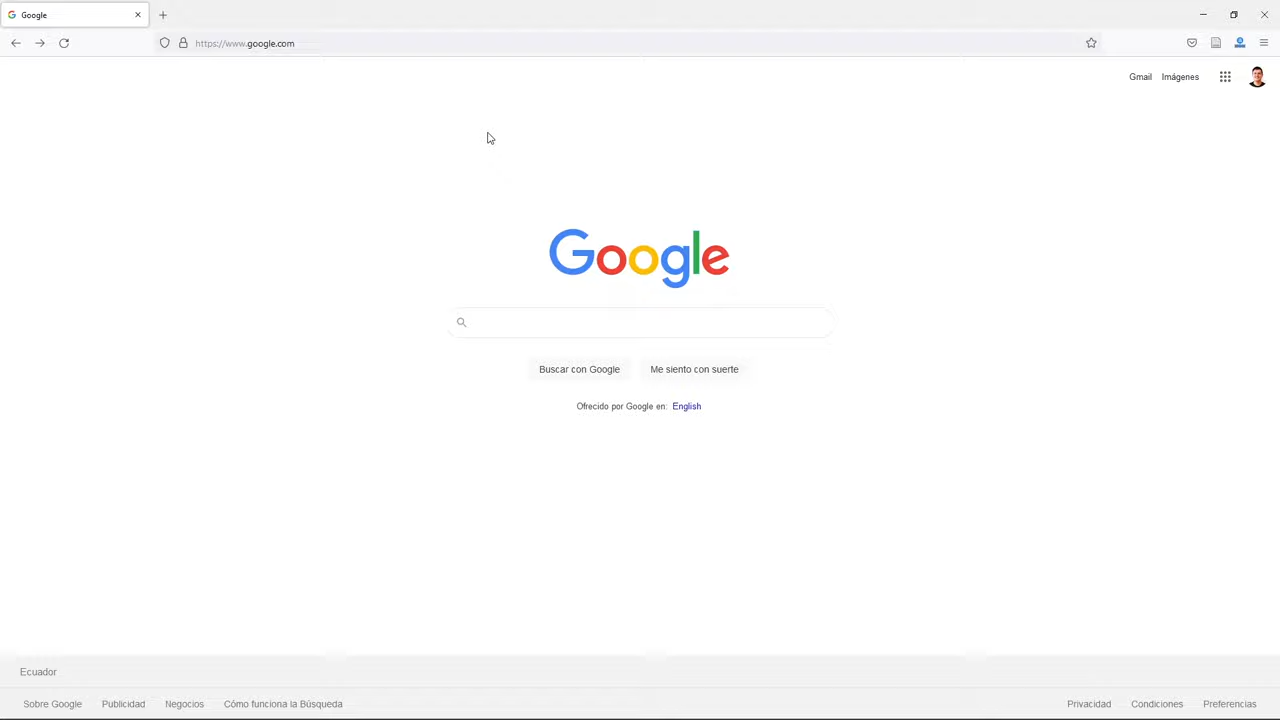 Google
https://www.google.com
Gmail Imágenes
Google
Buscar con Google Me siento con suerte
Ofrecido por Google en: English
Ecuador
Sobre Google Publicidad Negocios Cómo funciona la Búsqueda Privacidad Condiciones Preferencias